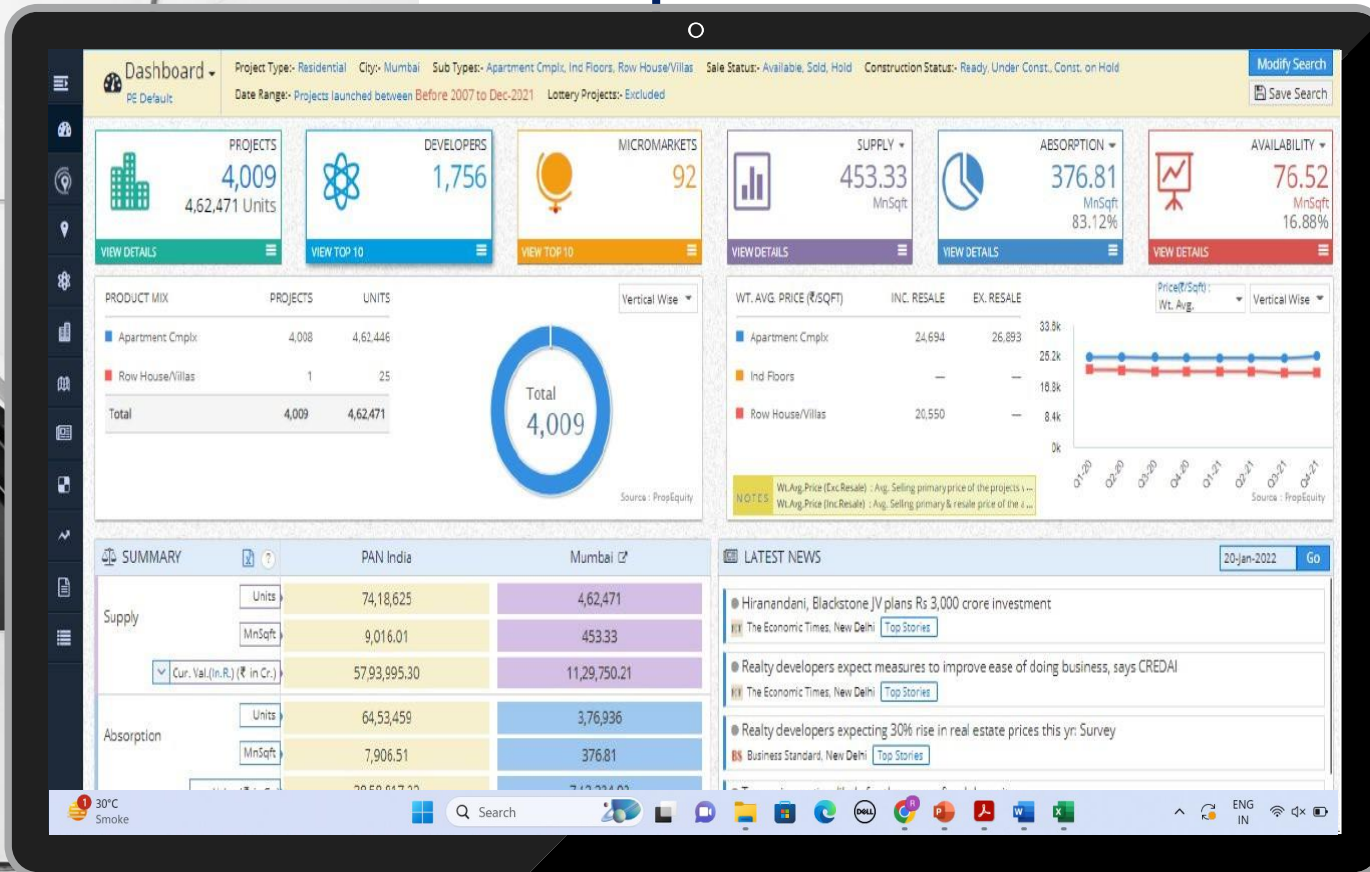 Dashboard
PE Default
Project Type:- Residential City:- Mumbai Sub Types:- Apartment Cmplx, Ind Floors, Row House/Villas Sale Status:- Available, Sold, Hold Construction Status:- Ready, Under Const., Const. on Hold
Date Range:- Projects launched between Before 2007 to Dec-2021 Lottery Projects:- Excluded
Modify Search
Save Search
PROJECTS
4,009
4,62,471 Units
VIEW DETAILS
DEVELOPERS
1,756
VIEW TOP 10
MICROMARKETS
92
VIEW TOP 10
SUPPLY
453.33
MnSqft
VIEW DETAILS
ABSORPTION
376.81
MnSqft
83.12%
VIEW DETAILS
AVAILABILITY
76.52
MnSqft
16.88%
VIEW DETAILS
PRODUCT MIX PROJECTS UNITS
Apartment Cmplx 4,008 4,62,446
Row House/Villas 1 25
Total 4,009 4,62,471
Vertical Wise
Total
4,009
Source : PropEquity
WT. AVG. PRICE (₹/SQFT) INC. RESALE EX. RESALE
Apartment Cmplx 24,694 26,893
Ind Floors — —
Row House/Villas 20,550 —
Price(₹/Sqft) :
Wt. Avg.
Vertical Wise
33.6k
25.2k
16.8k
8.4k
0k
Q1-20 Q2-20 Q3-20 Q4-20 Q1-21 Q2-21 Q3-21 Q4-21
Source : PropEquity
NOTES
Wt.Avg.Price (Exc.Resale) : Avg. Selling primary price of the projects ...
Wt.Avg.Price (Inc.Resale) : Avg. Selling primary & resale price of the ...
SUMMARY ? PAN India Mumbai
Supply
Units 74,18,625 4,62,471
MnSqft 9,016.01 453.33
Cur. Val.(In.R.) (₹ in Cr.) 57,93,995.30 11,29,750.21
Absorption
Units 64,53,459 3,76,936
MnSqft 7,906.51 376.81
LATEST NEWS
20-Jan-2022 Go
Hiranandani, Blackstone JV plans Rs 3,000 crore investment
ET The Economic Times, New Delhi Top Stories
Realty developers expect measures to improve ease of doing business, says CREDAI
ET The Economic Times, New Delhi Top Stories
Realty developers expecting 30% rise in real estate prices this yr: Survey
BS Business Standard, New Delhi Top Stories
1
30°C
Smoke
Search
DELL
R
P
W
X
ENG
IN